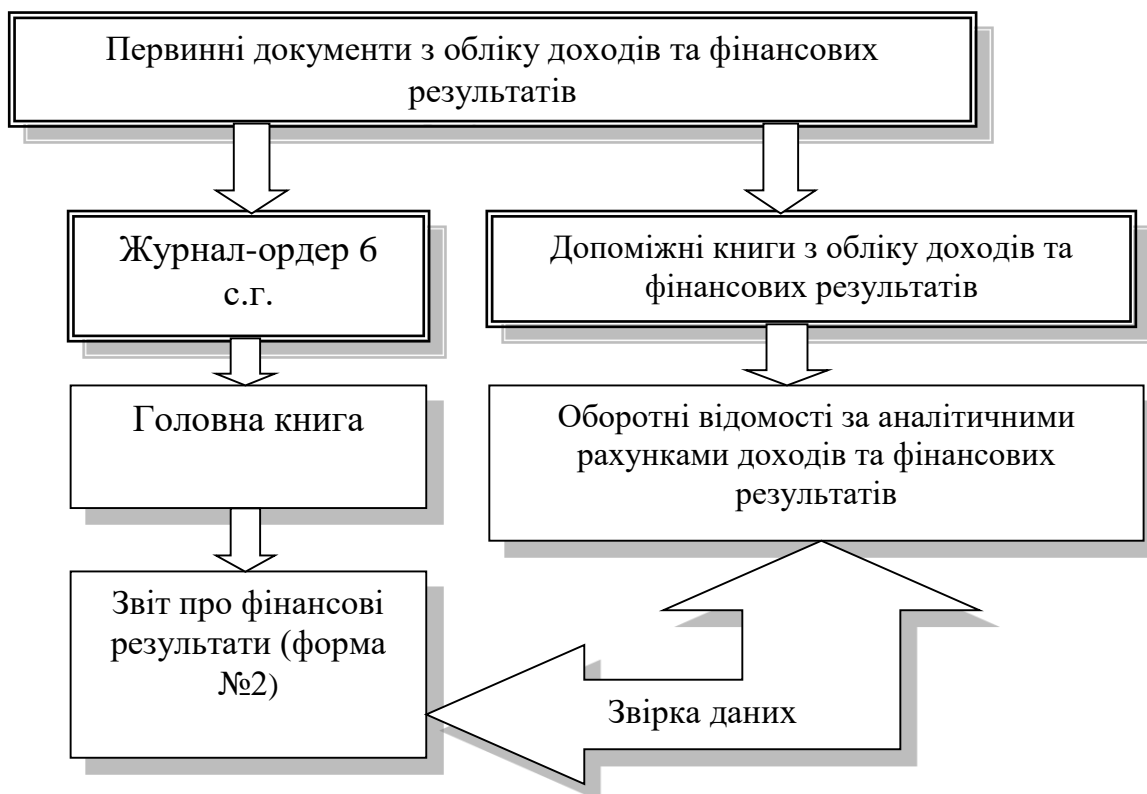 Первинні документи з обліку доходів та фінансових
результатів
Журнал-ордер 6
с.г.
Допоміжні книги з обліку доходів та
фінансових результатів
Головна книга
Оборотні відомості за аналітичними
рахунками доходів та фінансових
результатів
Звіт про фінансові
результати (форма
№2)
Звірка даних